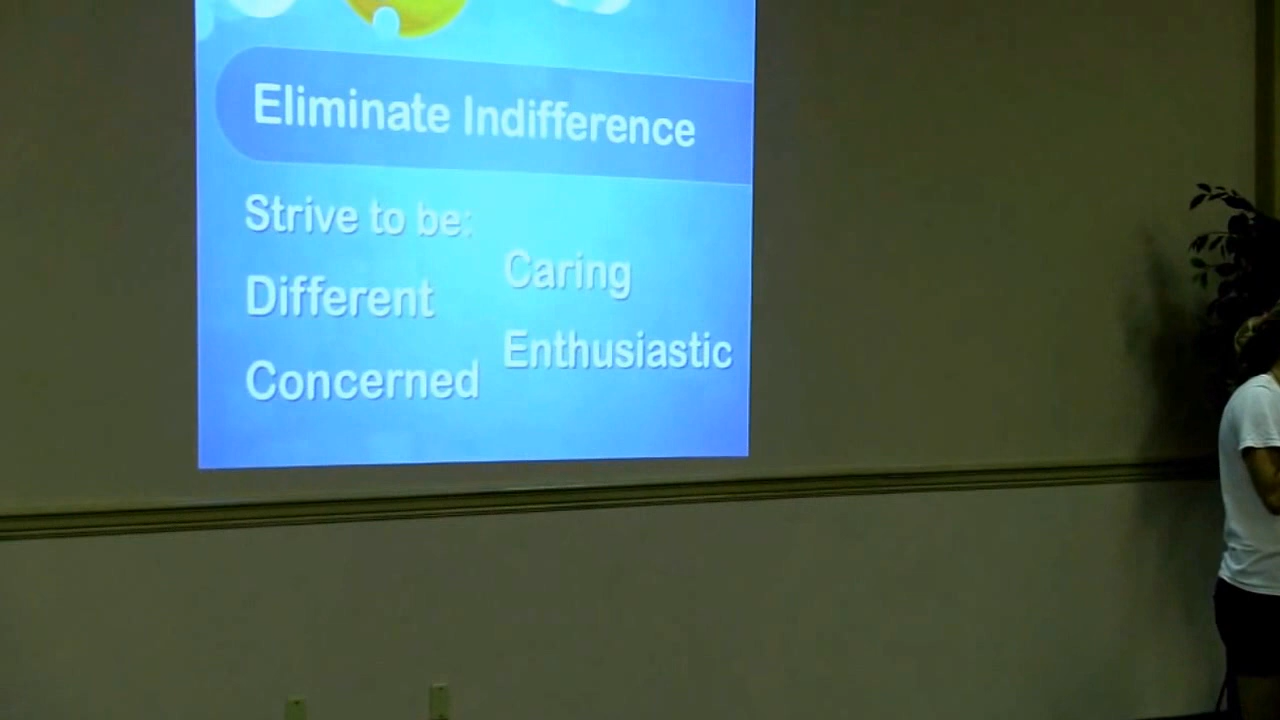 Eliminate Indifference
Strive to be:
Different
Concerned
Caring
Enthusiastic